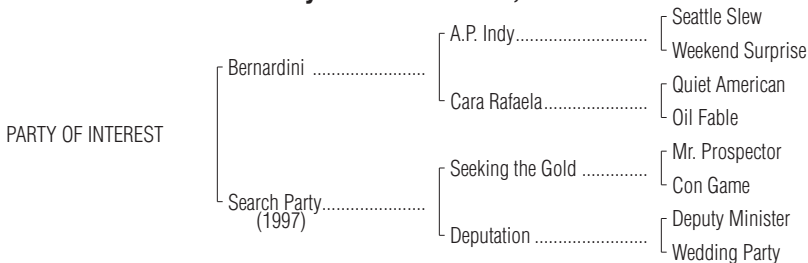 Seattle Slew
A.P. Indy
Weekend Surprise
Bernardini
Quiet American
Cara Rafaela
Oil Fable
PARTY OF INTEREST
Mr. Prospector
Seeking the Gold
Con Game
Search Party
(1997)
Deputy Minister
Deputation
Wedding Party